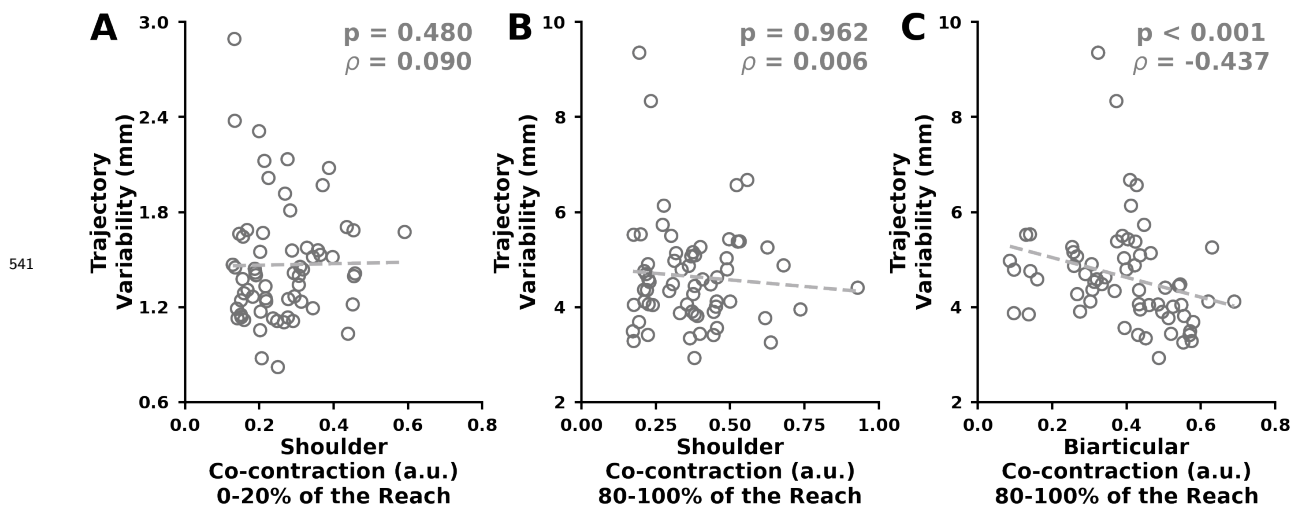 541
A
p = 0.480
ρ = 0.090
3.0
2.4
1.8
1.2
0.6
Trajectory
Variability (mm)
0.0 0.2 0.4 0.6 0.8
Shoulder
Co-contraction (a.u.)
0-20% of the Reach
B
p = 0.962
ρ = 0.006
10
8
6
4
2
Trajectory
Variability (mm)
0.00 0.25 0.50 0.75 1.00
Shoulder
Co-contraction (a.u.)
80-100% of the Reach
C
p < 0.001
ρ = -0.437
10
8
6
4
2
Trajectory
Variability (mm)
0.0 0.2 0.4 0.6 0.8
Biarticular
Co-contraction (a.u.)
80-100% of the Reach